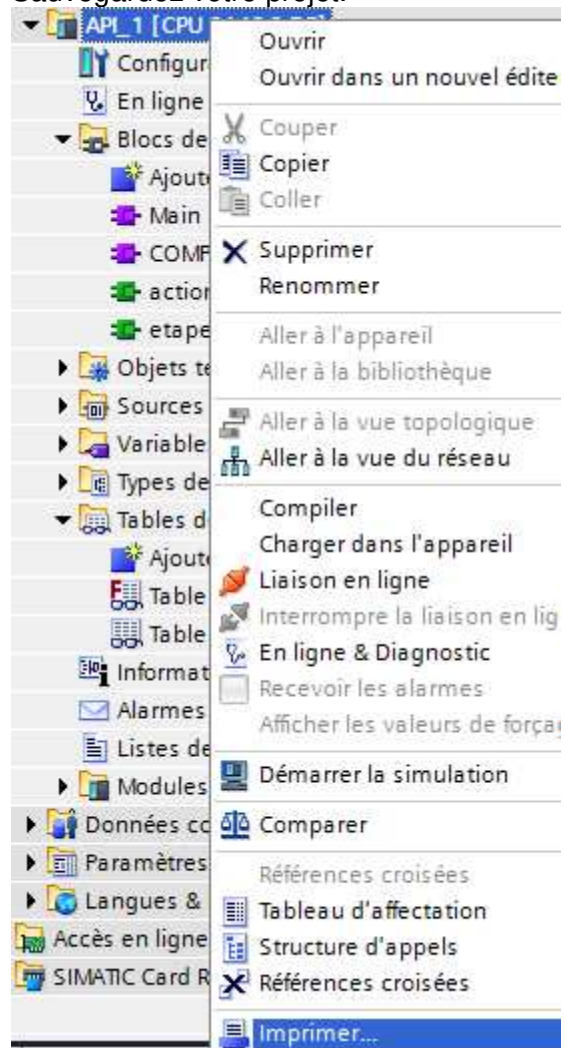 Sauvegardez votre projet.
API_1 [CPU
Configur
En ligne
Blocs de
Ajoute
Main
COMF
action
etape
Objets te
Sources
Variable
Types de
Tables d
Ajoute
Table
Table
Informat
Alarmes
Listes de
Modules
Données co
Paramètres
Langues &
Accès en ligne
SIMATIC Card R
Ouvrir
Ouvrir dans un nouvel édite
Couper
Copier
Coller
Supprimer
Renommer
Aller à l'appareil
Aller à la bibliothèque
Aller à la vue topologique
Aller à la vue du réseau
Compiler
Charger dans l'appareil
Liaison en ligne
Interrompre la liaison en lig
En ligne & Diagnostic
Recevoir les alarmes
Afficher les valeurs de forçag
Démarrer la simulation
Comparer
Références croisées
Tableau d'affectation
Structure d'appels
Références croisées
Imprimer...